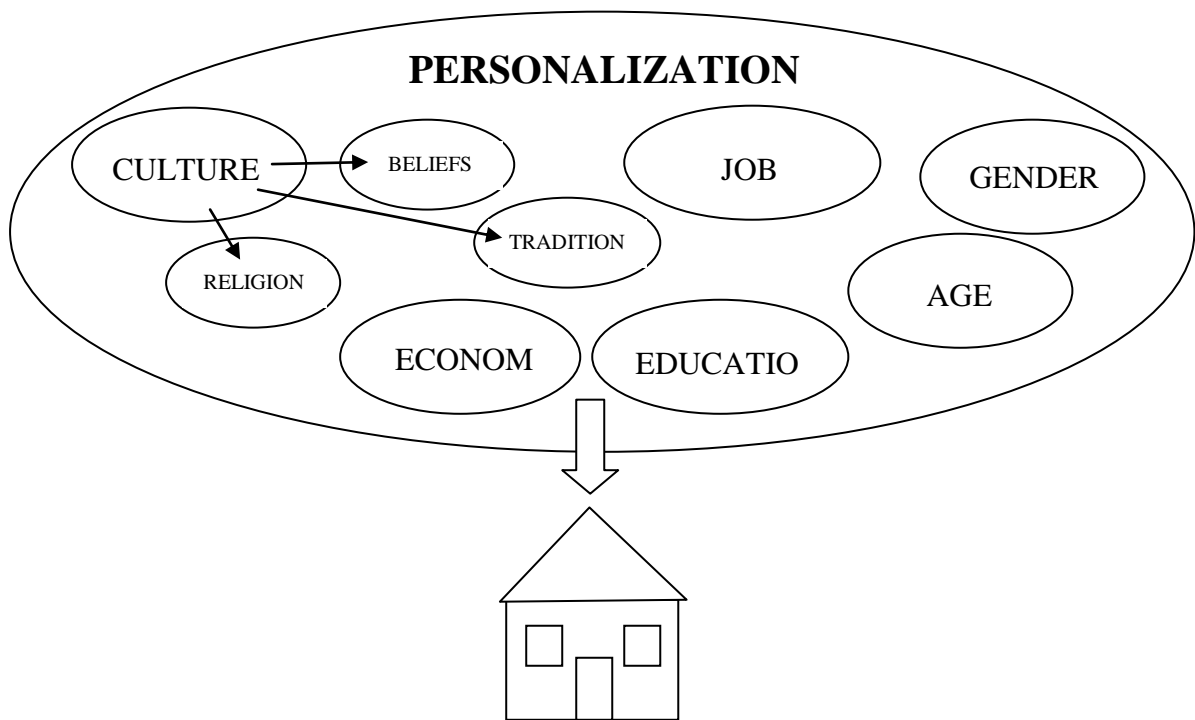 PERSONALIZATION
CULTURE
BELIEFS
JOB
GENDER
TRADITION
RELIGION
AGE
ECONOM
EDUCATIO